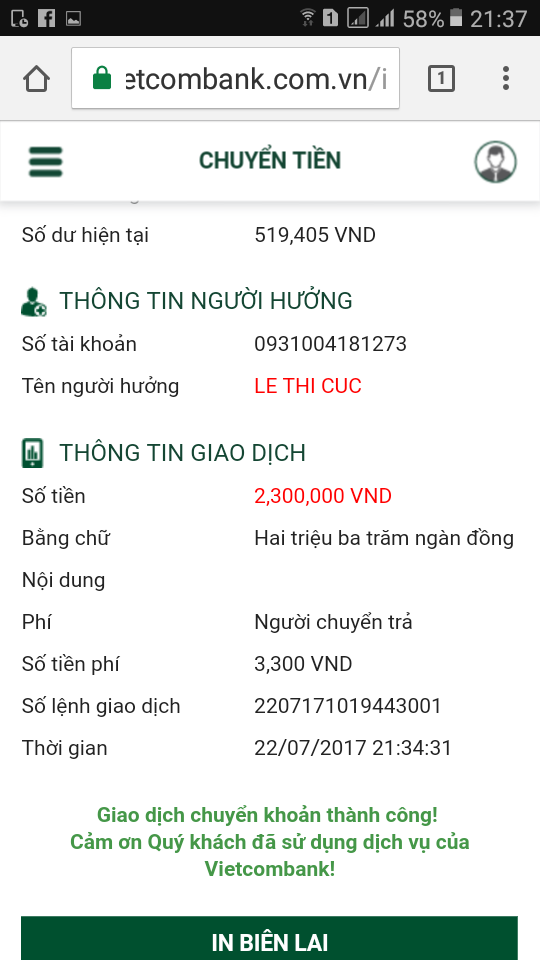 1
58%
21:37
etcombank.com.vn/i
1
CHUYỂN TIỀN
Số dư hiện tại 519,405 VND
THÔNG TIN NGƯỜI HƯỞNG
Số tài khoản 0931004181273
Tên người hưởng LE THI CUC
THÔNG TIN GIAO DỊCH
Số tiền 2,300,000 VND
Bằng chữ Hai triệu ba trăm ngàn đồng
Nội dung
Phí Người chuyển trả
Số tiền phí 3,300 VND
Số lệnh giao dịch 2207171019443001
Thời gian 22/07/2017 21:34:31
Giao dịch chuyển khoản thành công!
Cảm ơn Quý khách đã sử dụng dịch vụ của
Vietcombank!
IN BIÊN LAI